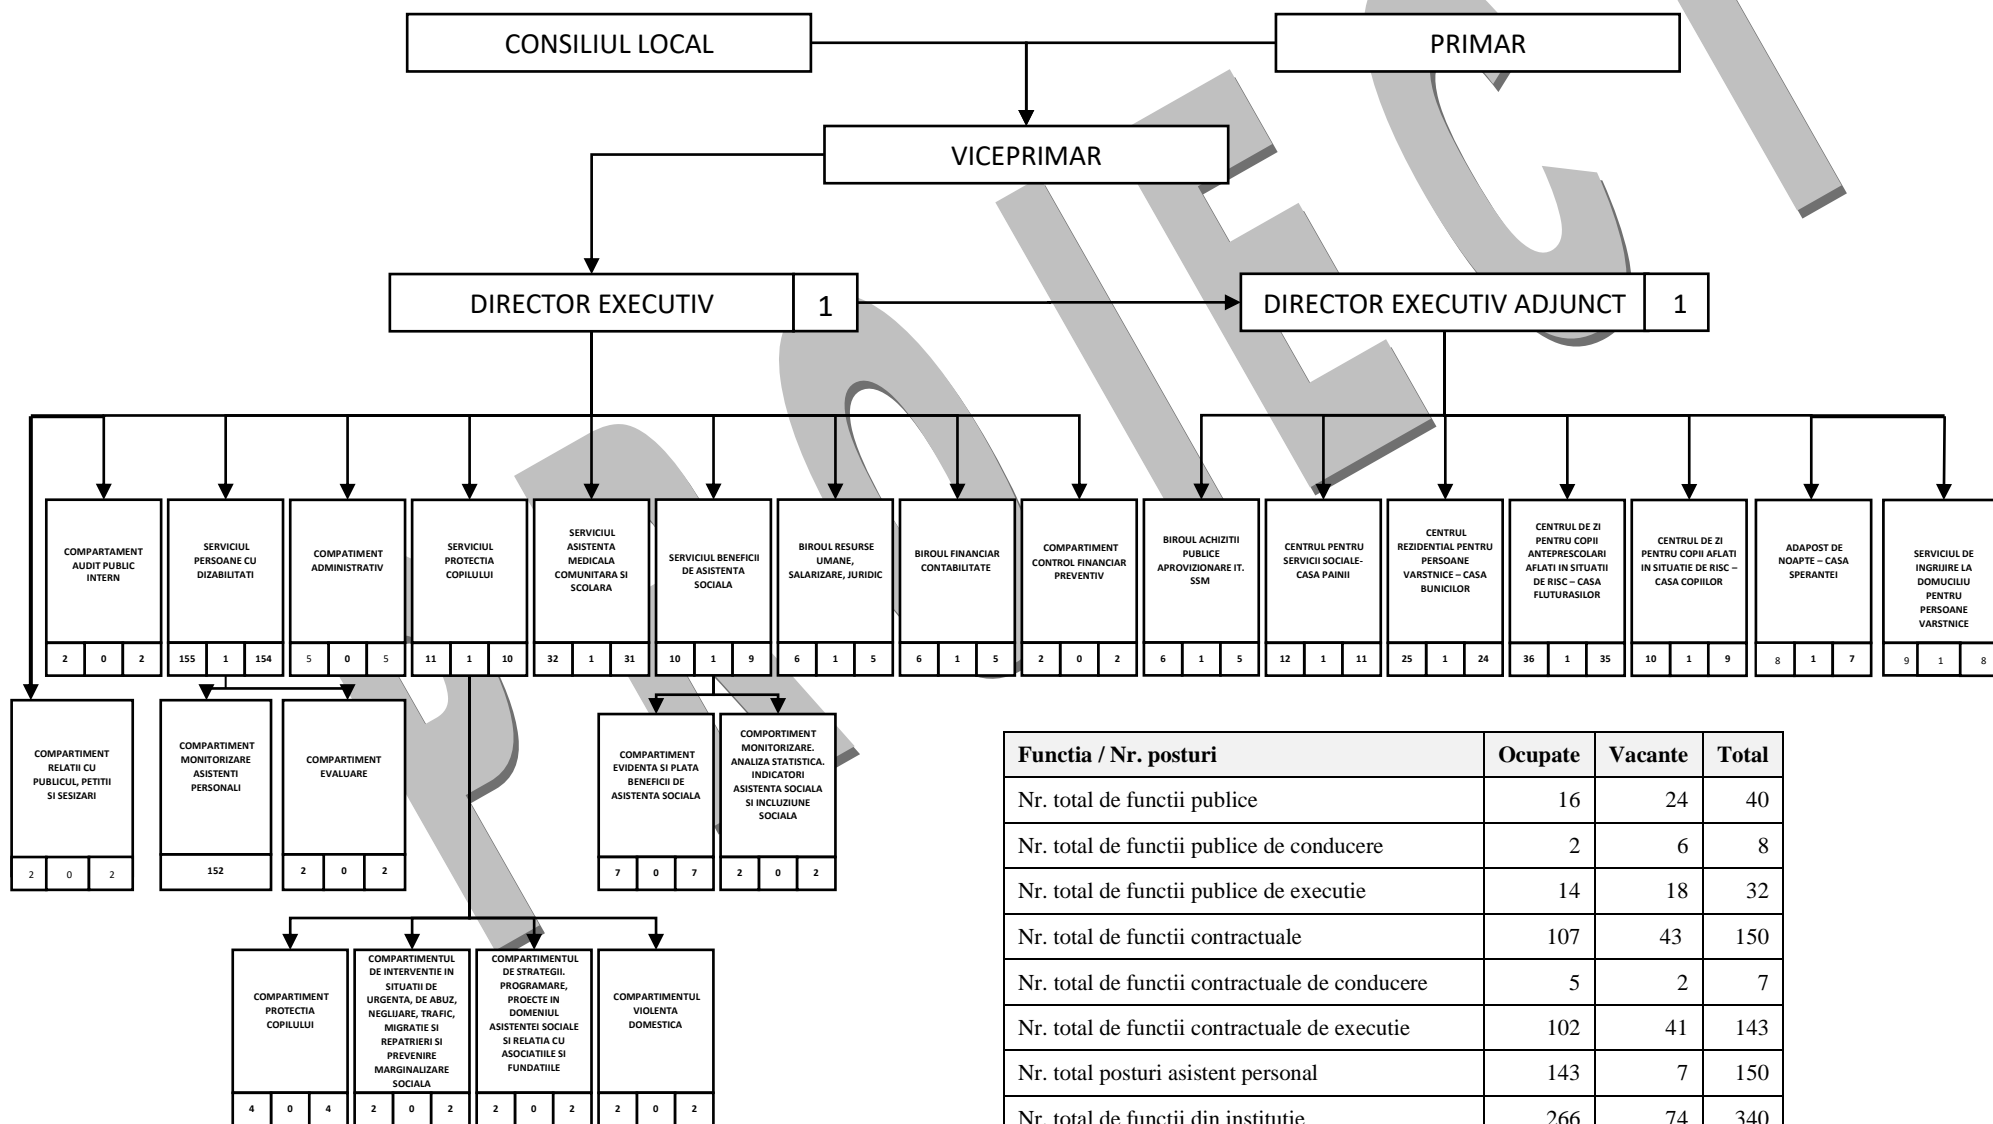 CONSILIUL LOCAL
PRIMAR
VICEPRIMAR
DIRECTOR EXECUTIV 1
DIRECTOR EXECUTIV ADJUNCT 1
COMPARTAMENT
AUDIT PUBLIC
INTERN
2 0 2
SERVICIUL
PERSOANE CU
DIZABILITATI
155 1 154
COMPATIMENT
ADMINISTRATIV
5 0 5
SERVICIUL
PROTECTIA
COPILULUI
11 1 10
SERVICIUL
ASISTENTA
MEDICALA
COMUNITARA SI
SCOLARA
32 1 31
SERVICIUL BENEFICII
DE ASISTENTA
SOCIALA
10 1 9
BIROUL RESURSE
UMANE,
SALARIZARE, JURIDIC
6 1 5
BIROUL FINANCIAR
CONTABILITATE
6 1 5
COMPARTIMENT
CONTROL FINANCIAR
PREVENTIV
2 0 2
BIROUL ACHIZITII
PUBLICE
APROVIZIONARE IT.
SSM
6 1 5
CENTRUL PENTRU
SERVICII SOCIALE-
CASA PAINII
12 1 11
CENTRUL
REZIDENTIAL PENTRU
PERSOANE
VARSTNICE – CASA
BUNICILOR
25 1 24
CENTRUL DE ZI
PENTRU COPII
ANTEPRESCOLARI
AFLATI IN SITUATII
DE RISC – CASA
FLUTURASILOR
36 1 35
CENTRUL DE ZI
PENTRU COPII AFLATI
IN SITUATIE DE RISC –
CASA COPIILOR
10 1 9
ADAPOST DE
NOAPTE – CASA
SPERANTEI
8 1 7
SERVICIUL DE
INGRIJIRE LA
DOMUCILIU
PENTRU
PERSOANE
VARSTNICE
9 1 8
COMPARTIMENT
RELATII CU
PUBLICUL, PETITII
SI SESIZARI
2 0 2
COMPARTIMENT
MONITORIZARE
ASISTENTI
PERSONALI
152
COMPARTIMENT
EVALUARE
2 0 2
COMPARTIMENT
EVIDENTA SI PLATA
BENEFICII DE
ASISTENTA SOCIALA
7 0 7
COMPORTIMENT
MONITORIZARE.
ANALIZA STATISTICA.
INDICATORI
ASISTENTA SOCIALA
SI INCLUZIUNE
SOCIALA
2 0 2
COMPARTIMENT
PROTECTIA
COPILULUI
4 0 4
COMPARTIMENTUL
DE INTERVENTIE IN
SITUATII DE
URGENTA, DE ABUZ,
NEGLIJARE, TRAFIC,
MIGRATIE SI
REPATRIERI SI
PREVENIRE
MARGINALIZARE
SOCIALA
2 0 2
COMPARTIMENTUL
DE STRATEGII.
PROGRAMARE,
PROECTE IN
DOMENIUL
ASISTENTEI SOCIALE
SI RELATIA CU
ASOCIATIILE SI
FUNDATIILE
2 0 2
COMPARTIMENTUL
VIOLENTA
DOMESTICA
2 0 2
Functia / Nr. posturi Ocupate Vacante Total
Nr. total de functii publice 16 24 40
Nr. total de functii publice de conducere 2 6 8
Nr. total de functii publice de executie 14 18 32
Nr. total de functii contractuale 107 43 150
Nr. total de functii contractuale de conducere 5 2 7
Nr. total de functii contractuale de executie 102 41 143
Nr. total posturi asistent personal 143 7 150
Nr. total de functii din institutie 266 74 340
PROIECT